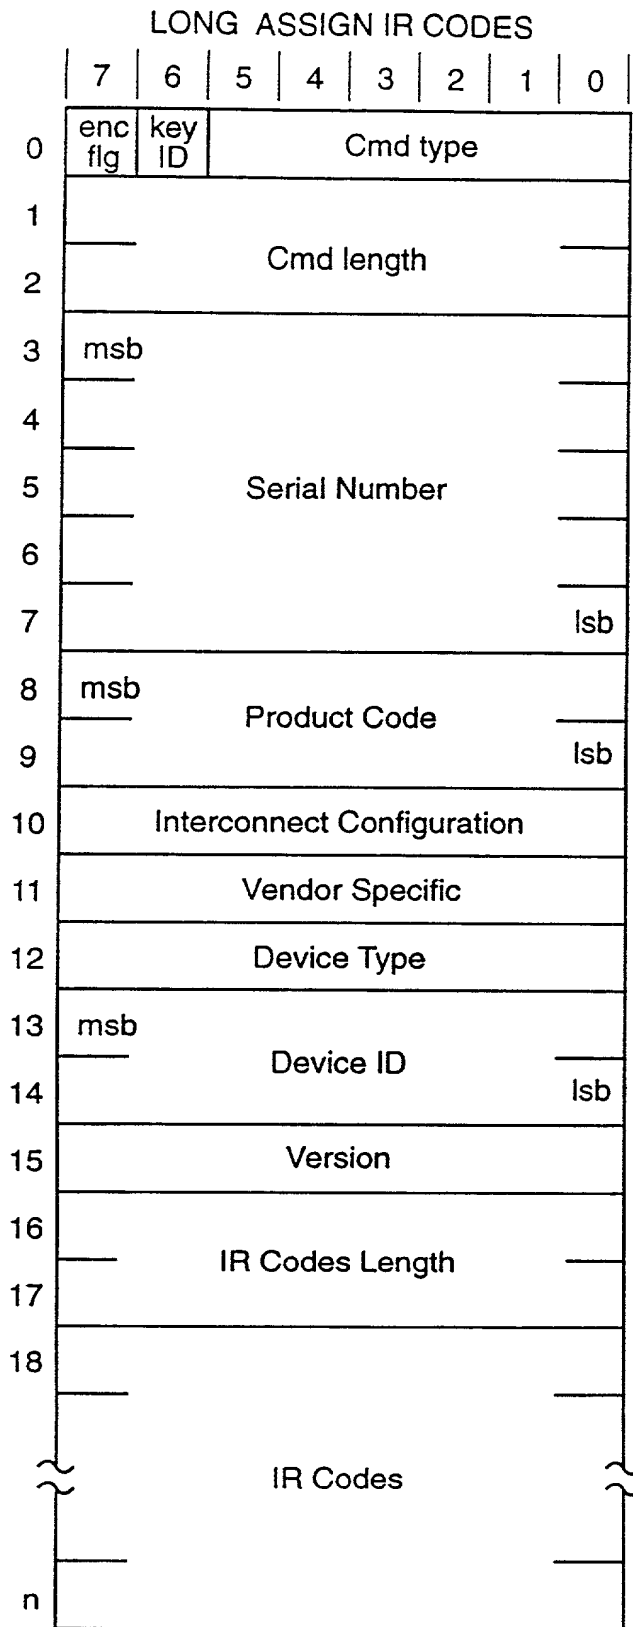 LONG ASSIGN IR CODES
7 6 5 4 3 2 1 0
0 enc flg key ID Cmd type
1
Cmd length
2
3 msb
4
5 Serial Number
6
7 lsb
8 msb
Product Code
9 lsb
10 Interconnect Configuration
11 Vendor Specific
12 Device Type
13 msb
Device ID
14 lsb
15 Version
16
IR Codes Length
17
18
IR Codes
n